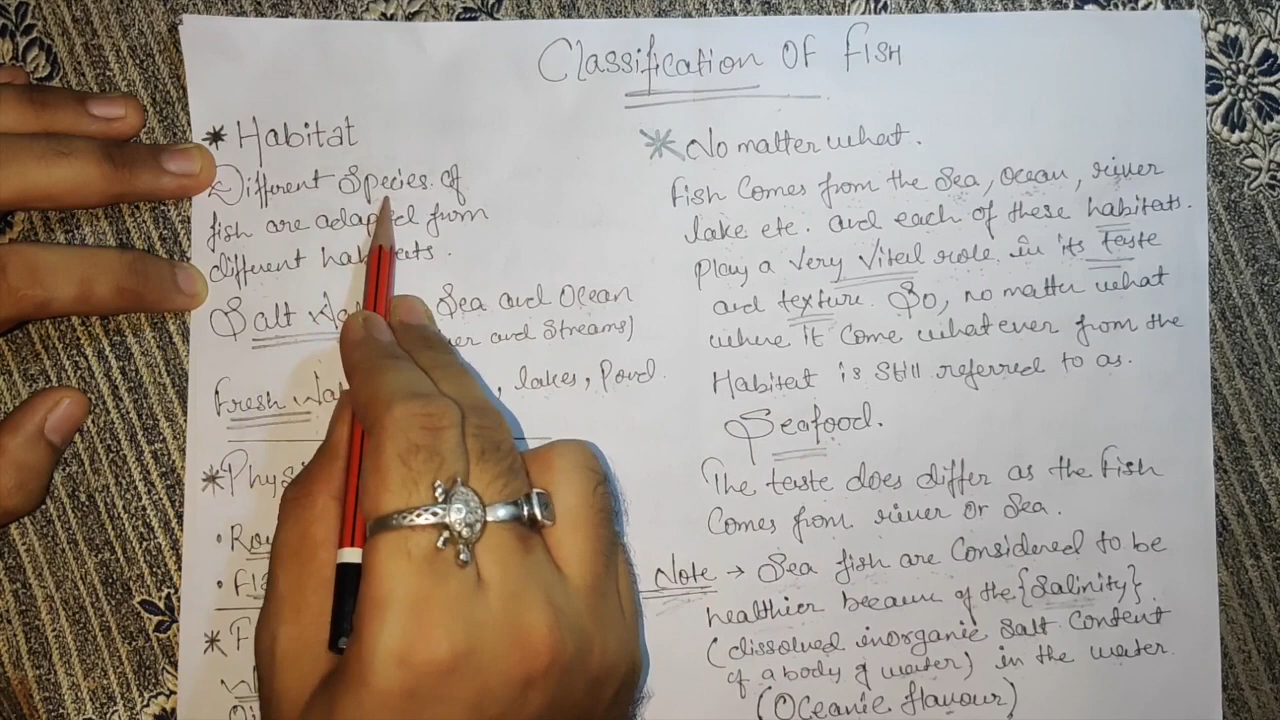 Classification Of FISH
* Habitat
Different Species of
fish are adapted from
different habitats.
Salt Sea and Ocean
and Streams)
Fresh , lakes, Pond.
*
•
•
*
* No matter what.
Fish Comes from the Sea, Ocean, river
lake etc. and each of these habitats.
Play a very Vital role in its taste
and texture. So, no matter what
where it come whatever from the
Habitat is still referred to as.
Seafood.
The taste does differ as the fish
Comes from river or Sea.
Note → Sea fish are Considered to be
healthier because of the {Salinity}.
(dissolved inorganic Salt Content
of a body of water) in the water.
(Oceanic flavour)